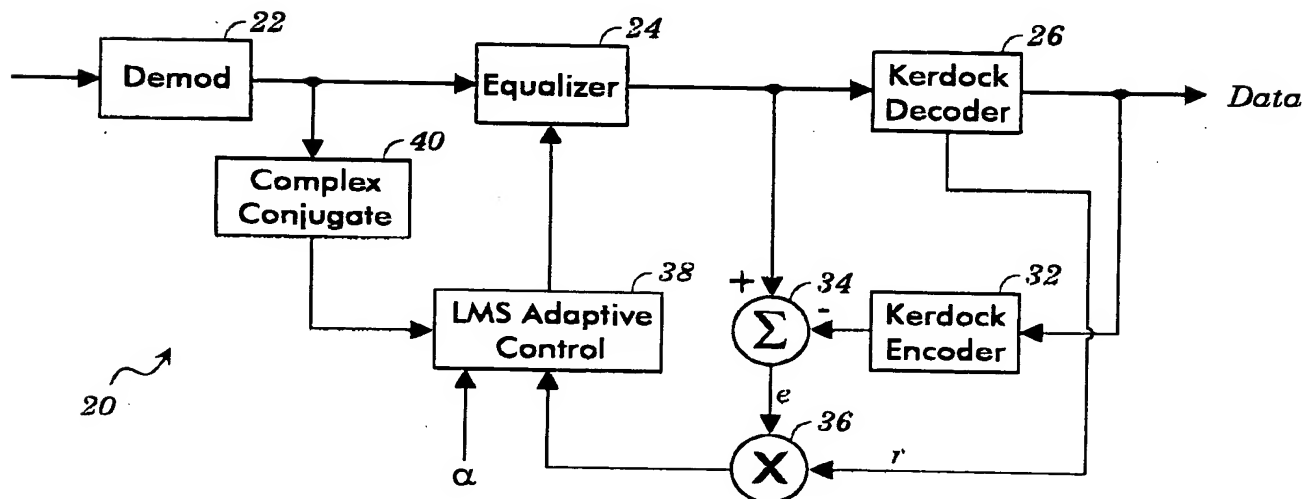 22
Demod
24
Equalizer
26
Kerdock
Decoder
Data
40
Complex
Conjugate
38
LMS Adaptive
Control
+
34
-
Σ
32
Kerdock
Encoder
20
α
e
36
X
r